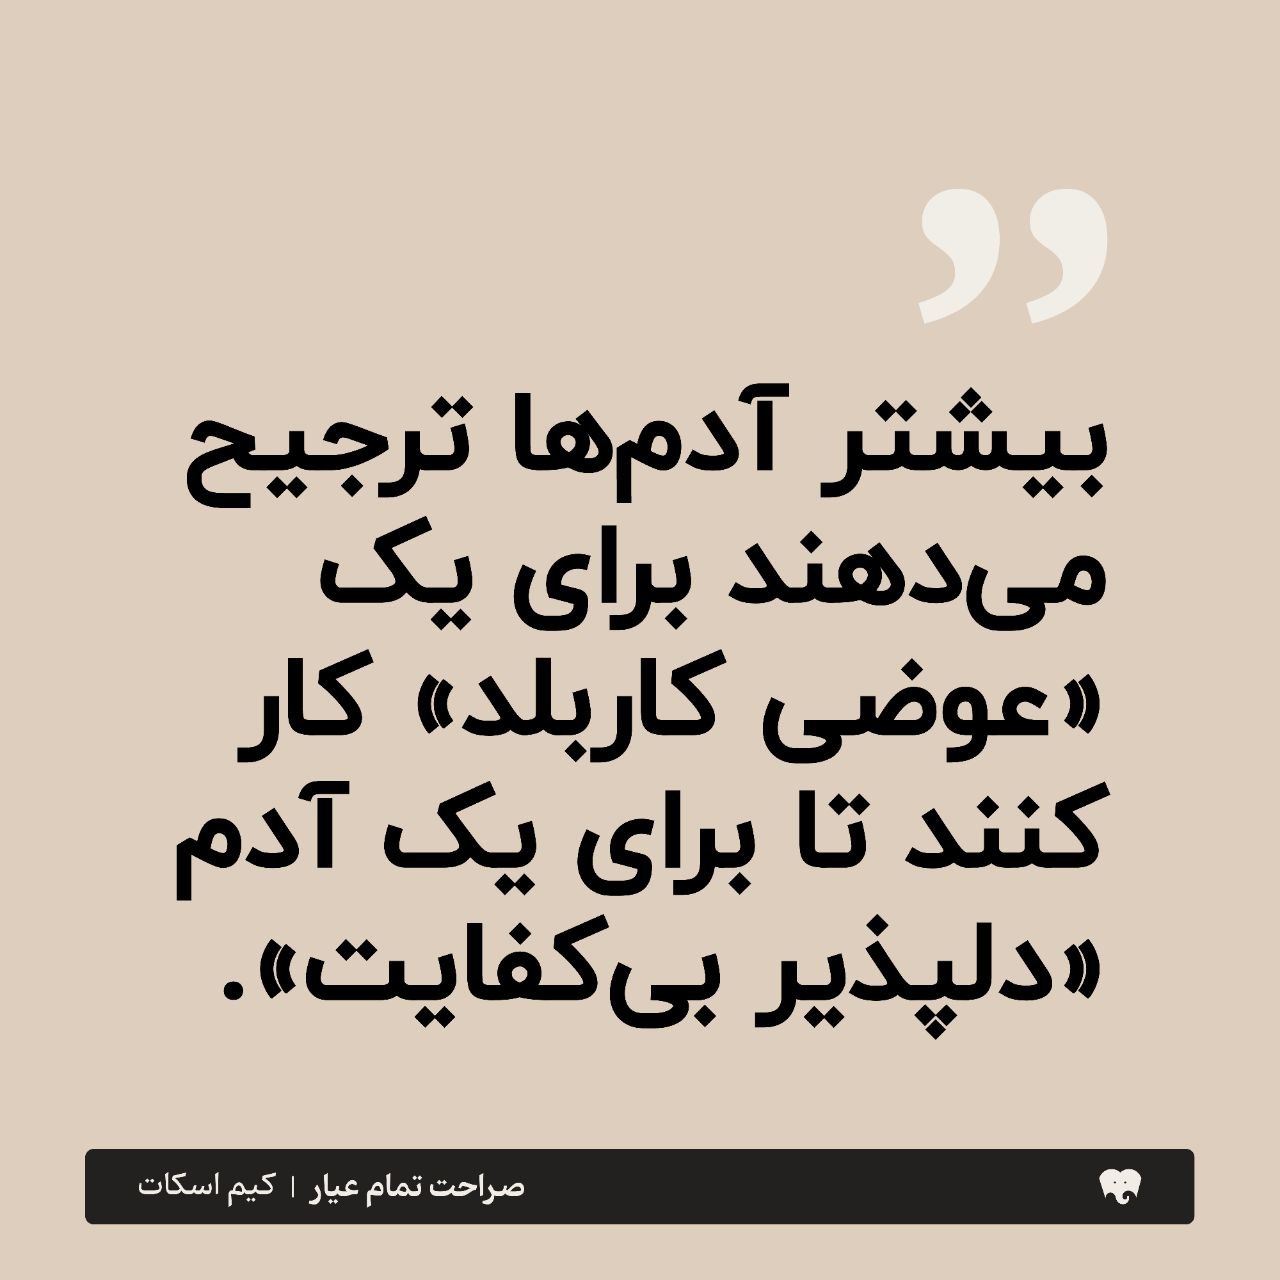 بیشتر آدم‌ها ترجیح
می‌دهند برای یک
«عوضی کاربلد» کار
کنند تا برای یک آدم
«دلپذیر بی‌کفایت».
صراحت تمام عیار | کیم اسکات